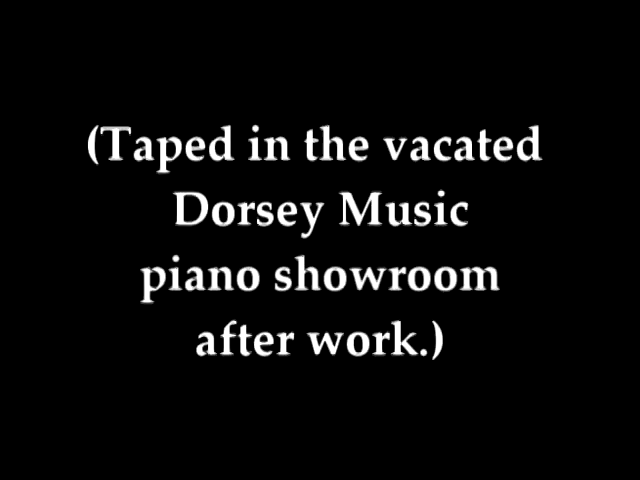 (Taped in the vacated
Dorsey Music
piano showroom
after work.)